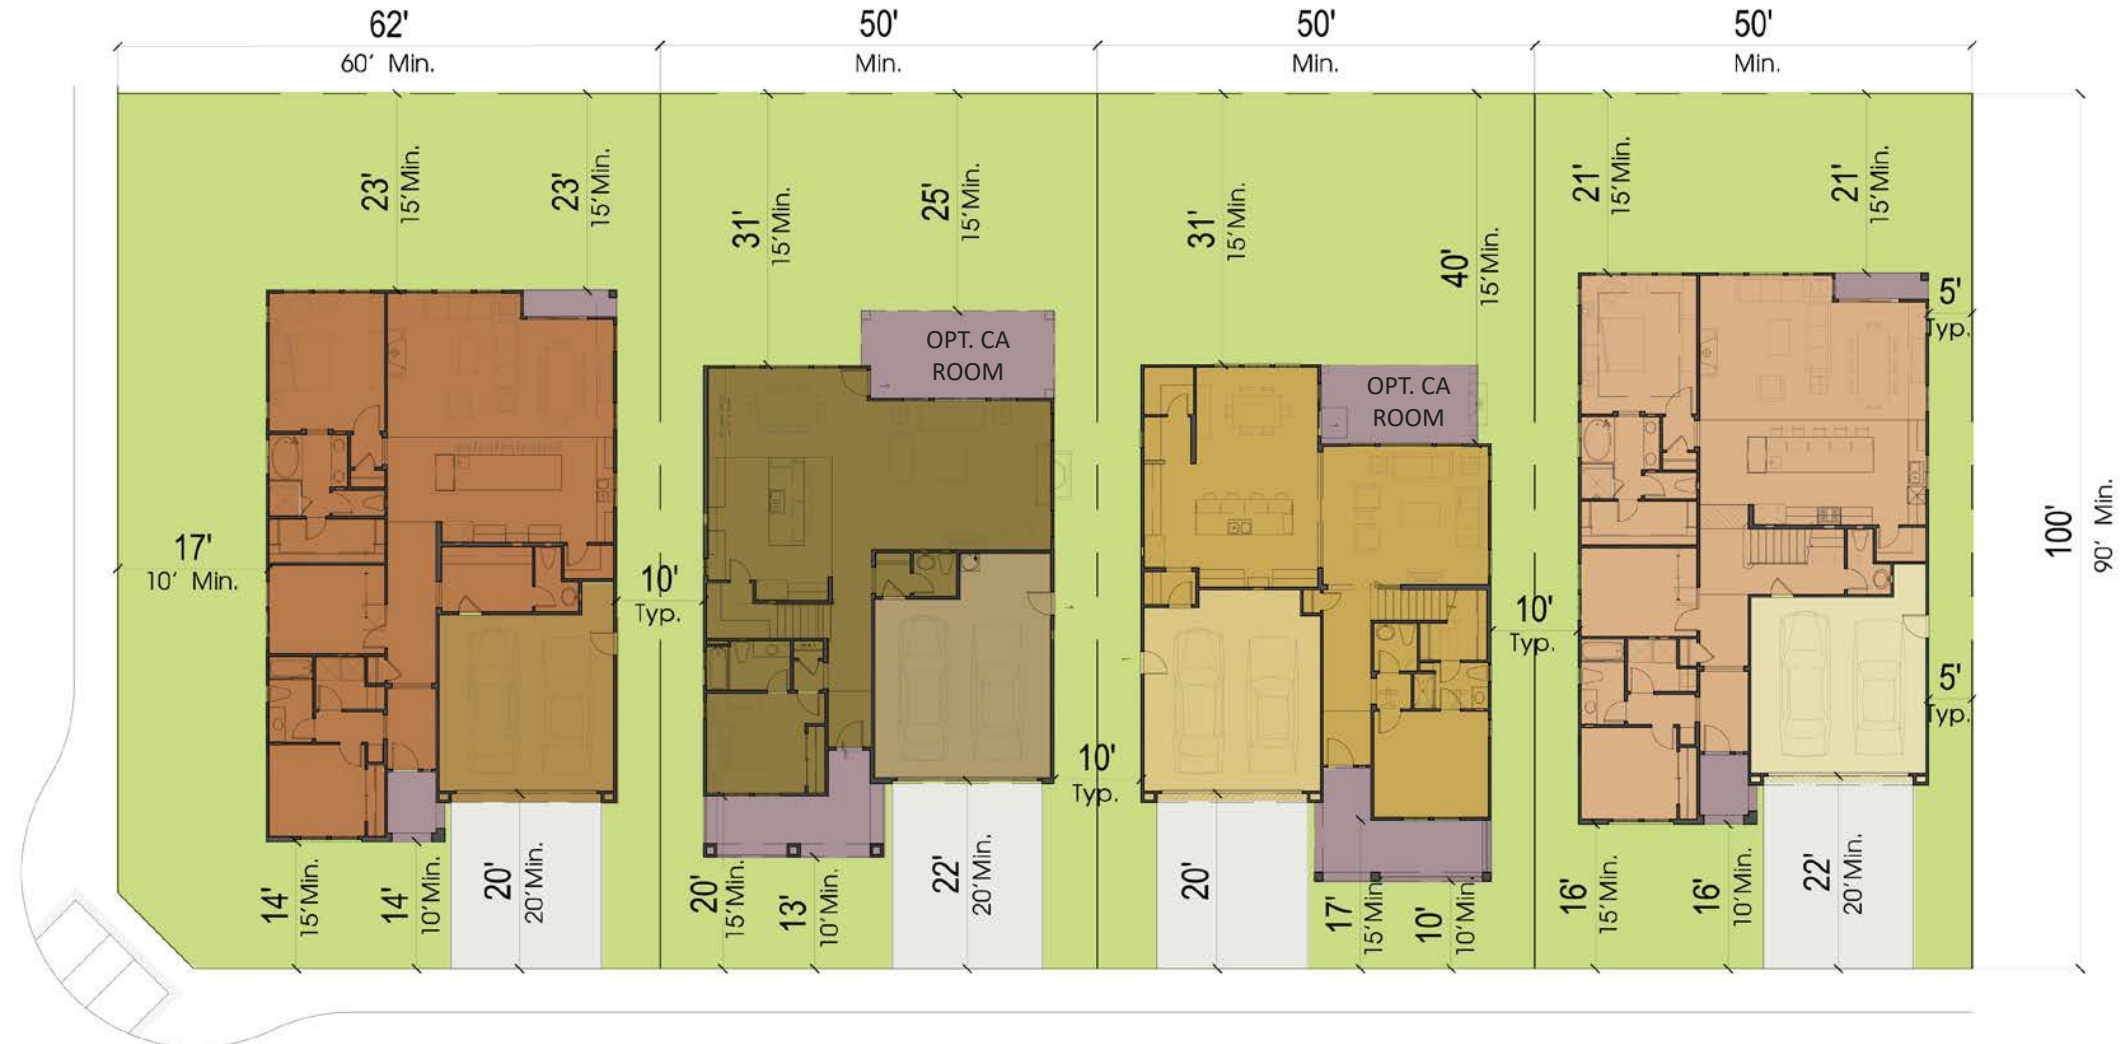 62'
60' Min.
50'
Min.
50'
Min.
50'
Min.
23'
15'Min.
23'
15'Min.
31'
15'Min.
25'
15'Min.
31'
15'Min.
40'
15'Min.
21'
15'Min.
21'
15'Min.
5'
Typ.
OPT. CA
ROOM
OPT. CA
ROOM
17'
10' Min.
10'
Typ.
10'
Typ.
10'
Typ.
5'
Typ.
100'
90' Min.
14'
15'Min.
14'
10'Min.
20'
20'Min.
20'
15'Min.
13'
10'Min.
22'
20'Min.
20'
17'
15'Min
10'
10'Min
16'
15'Min.
16'
10'Min.
22'
20'Min.